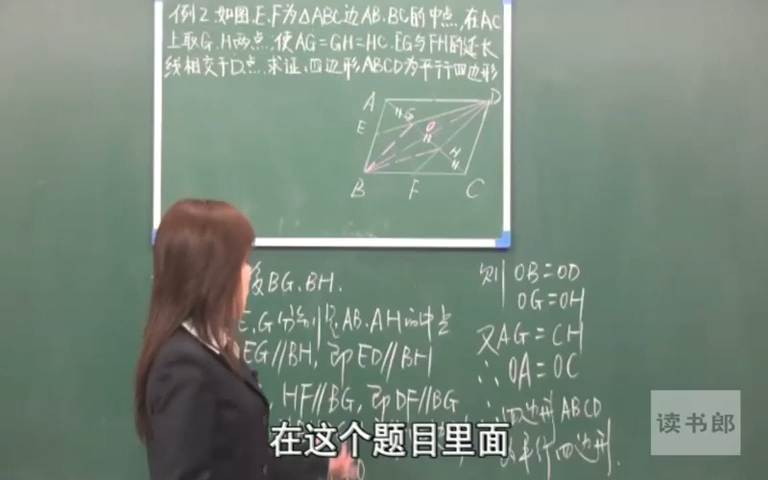 例2.如图,E、F为△ABC边AB、BC的中点,在AC
上取G、H两点,使AG=GH=HC,EG与FH的延长
线相交于D点.求证:四边形ABCD为平行四边形
A
D
G
E
O
H
B
F
C
BG、BH.
E、G分别是AB、AH的中点
EG//BH,即ED//BH
HF//BG,即DF//BG
则OB=OD
OG=OH
又AG=CH
∴OA=OC
∴四边形ABCD
平行四边形.
读书郎
在这个题目里面